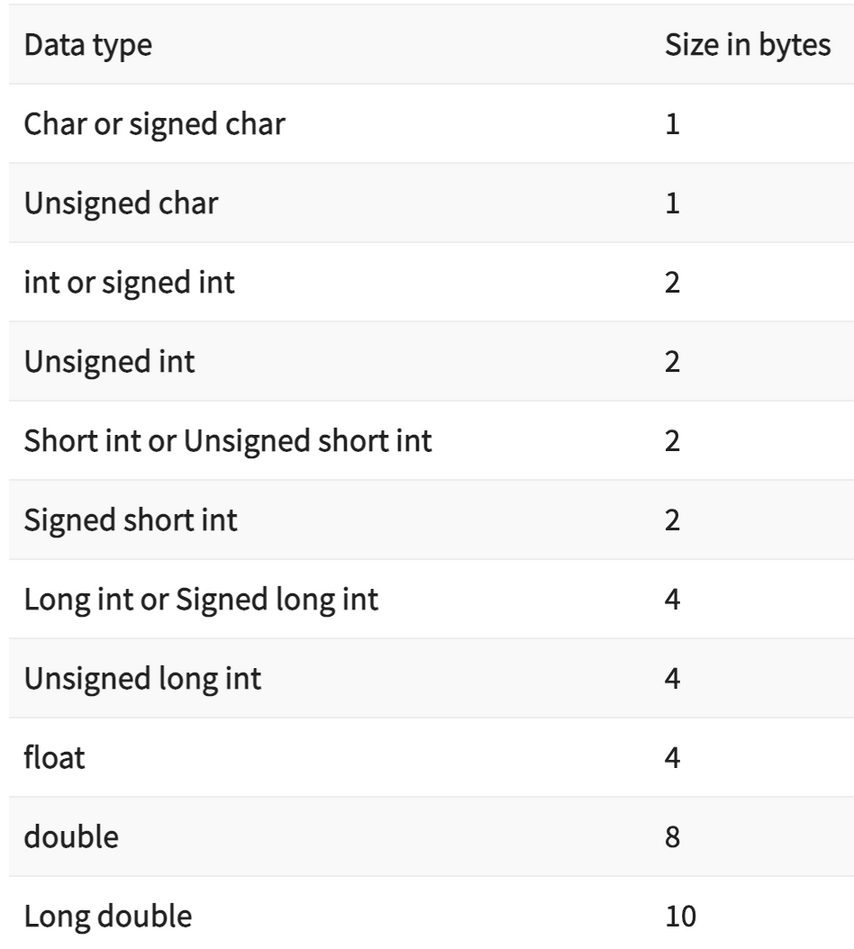 Data type Size in bytes
Char or signed char 1
Unsigned char 1
int or signed int 2
Unsigned int 2
Short int or Unsigned short int 2
Signed short int 2
Long int or Signed long int 4
Unsigned long int 4
float 4
double 8
Long double 10